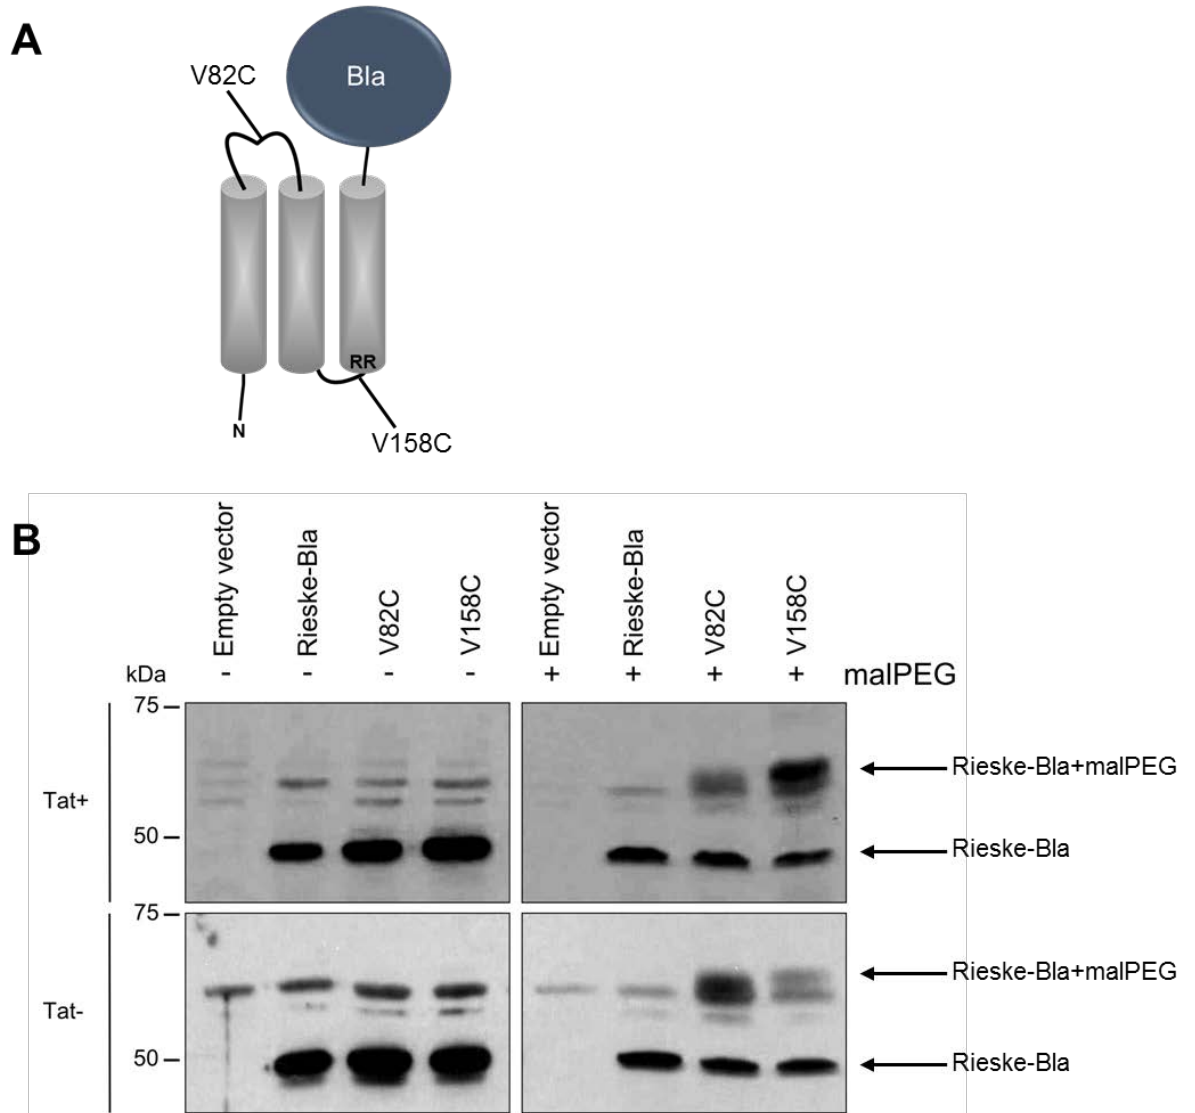 A
V82C
Bla
RR
N
V158C
B
Empty vector
Rieske-Bla
V82C
V158C
Empty vector
Rieske-Bla
V82C
V158C
kDa - - - - + + + + malPEG
75
Tat+
50
Rieske-Bla+malPEG
Rieske-Bla
75
Tat-
50
Rieske-Bla+malPEG
Rieske-Bla